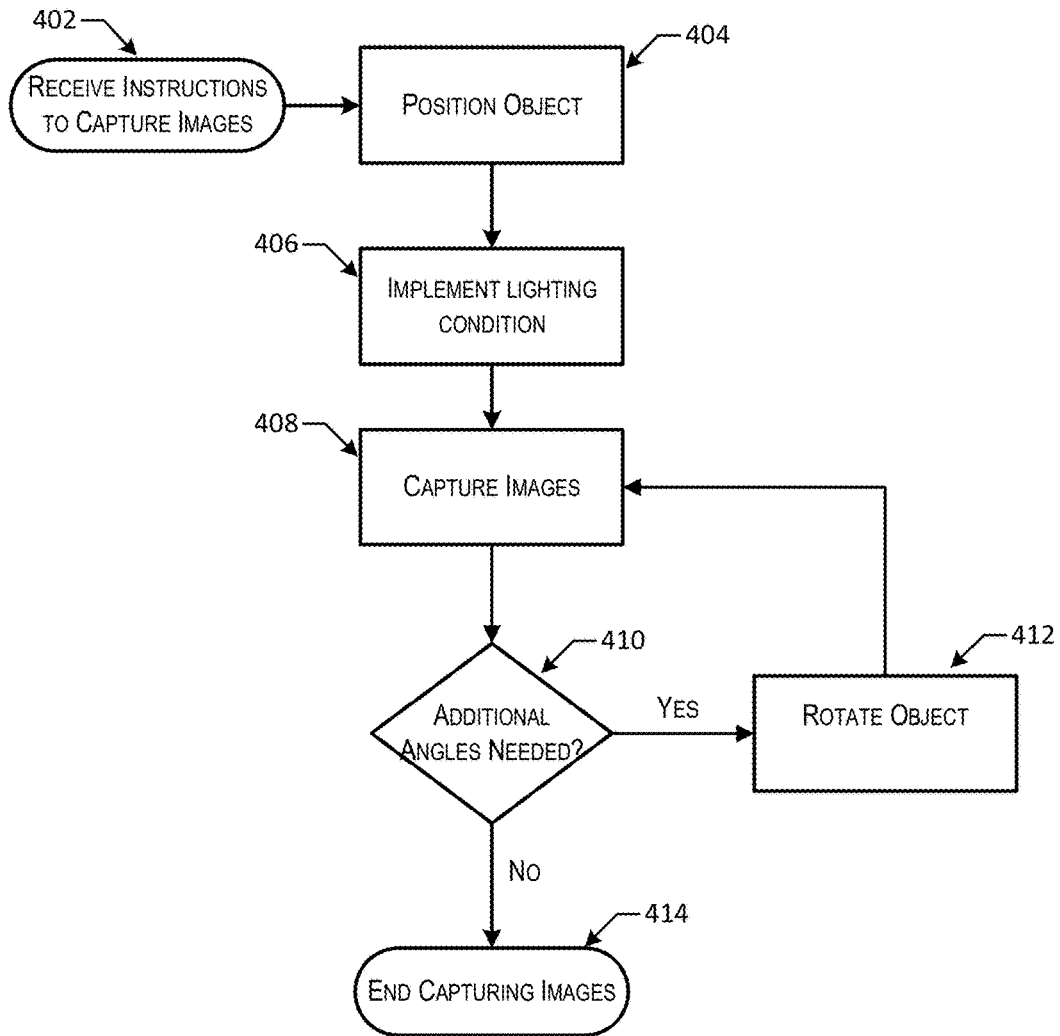 402
RECEIVE INSTRUCTIONS
TO CAPTURE IMAGES
404
POSITION OBJECT
406
IMPLEMENT LIGHTING
CONDITION
408
CAPTURE IMAGES
410
ADDITIONAL
ANGLES NEEDED?
YES
412
ROTATE OBJECT
NO
414
END CAPTURING IMAGES